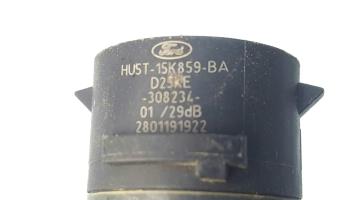 Ford
HU5T-15K859-BA
D25KE
-308234-
01 /29dB
2801191922